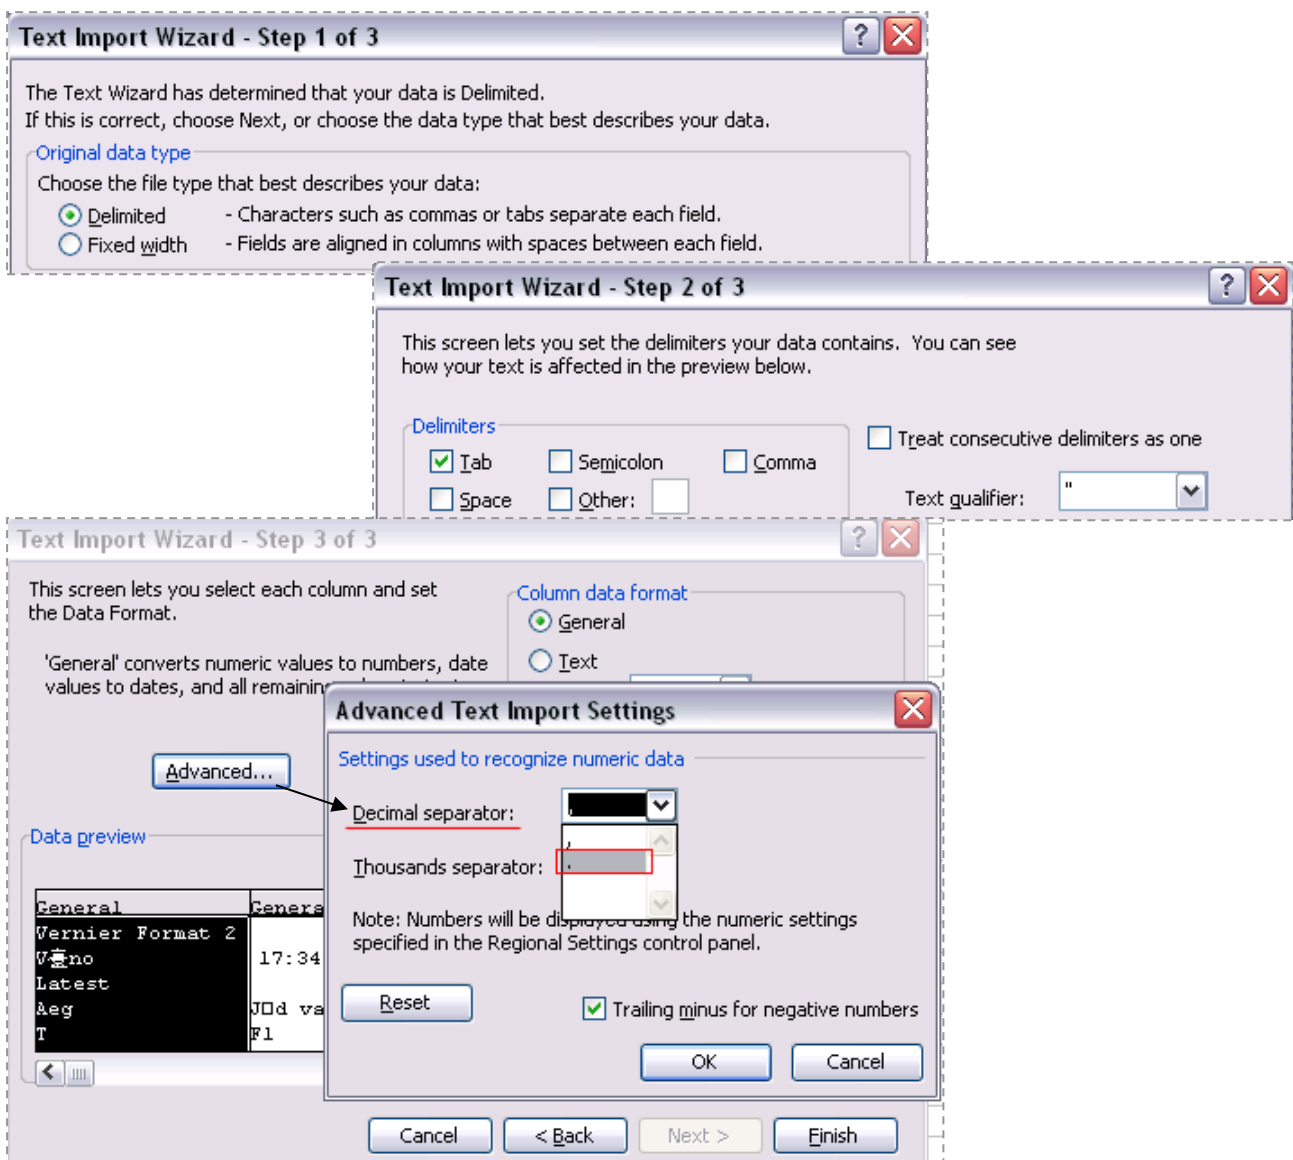 Text Import Wizard - Step 1 of 3
The Text Wizard has determined that your data is Delimited.
If this is correct, choose Next, or choose the data type that best describes your data.
Original data type
Choose the file type that best describes your data:
Delimited - Characters such as commas or tabs separate each field.
Fixed width - Fields are aligned in columns with spaces between each field.
Text Import Wizard - Step 2 of 3
This screen lets you set the delimiters your data contains. You can see
how your text is affected in the preview below.
Delimiters
Treat consecutive delimiters as one
Tab Semicolon Comma
Space Other:
Text qualifier: "
Text Import Wizard - Step 3 of 3
This screen lets you select each column and set
the Data Format.
Column data format
General
Text
'General' converts numeric values to numbers, date
values to dates, and all remaining
Advanced...
Advanced Text Import Settings
Settings used to recognize numeric data
Decimal separator: ,
,
.
Thousands separator:
Note: Numbers will be displayed using the numeric settings
specified in the Regional Settings control panel.
Reset
Trailing minus for negative numbers
OK Cancel
Data preview
General Genera
Vernier Format 2
17:34
Latest
Aeg J□d va
T F1
Cancel < Back Next > Finish